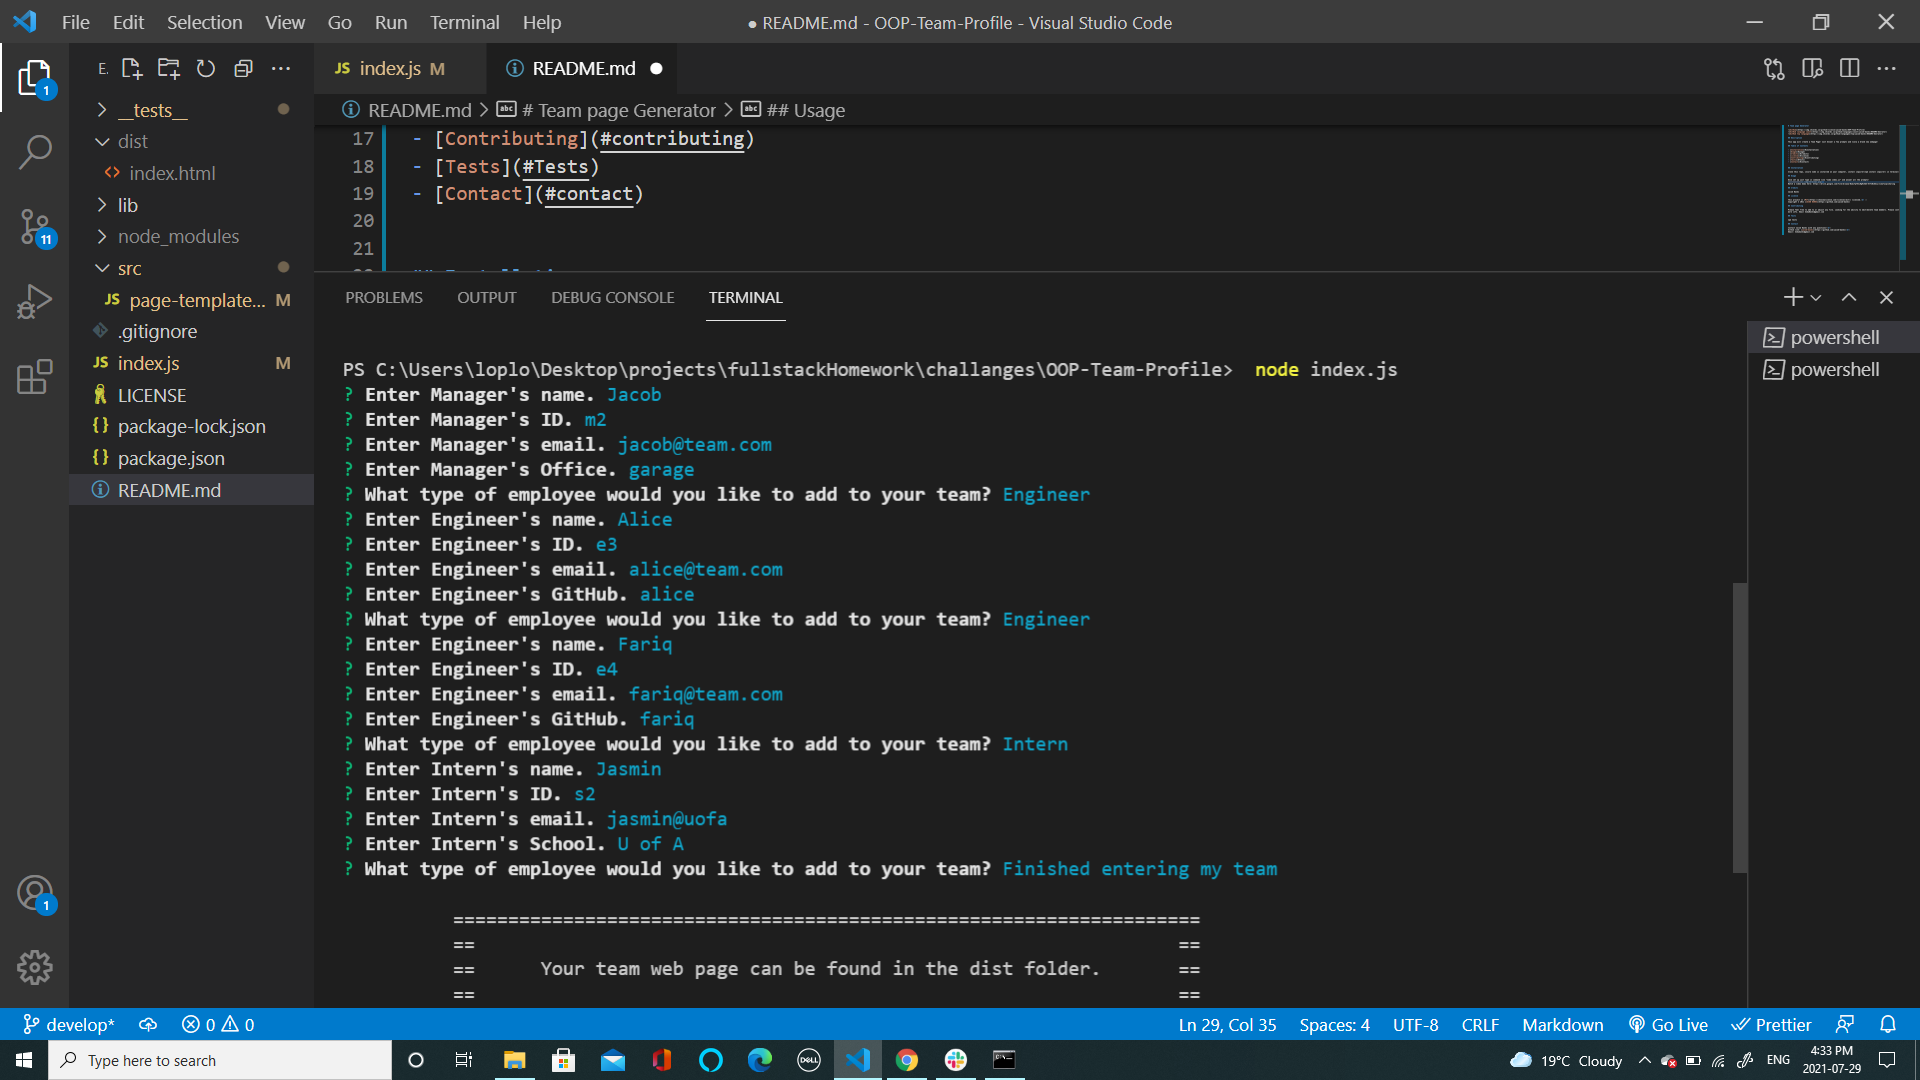 File Edit Selection View Go Run Terminal Help
● README.md - OOP-Team-Profile - Visual Studio Code
E.
JS index.js M
README.md ●
README.md > # Team page Generator > ## Usage
1
11
1
__tests__
dist
index.html
lib
node_modules
src
JS page-template... M
.gitignore
JS index.js M
LICENSE
{} package-lock.json
{} package.json
README.md
17 - [Contributing](#contributing)
18 - [Tests](#Tests)
19 - [Contact](#contact)
20
21
PROBLEMS OUTPUT DEBUG CONSOLE TERMINAL
powershell
powershell
PS C:\Users\loplo\Desktop\projects\fullstackHomework\challanges\OOP-Team-Profile> node index.js
? Enter Manager's name. Jacob
? Enter Manager's ID. m2
? Enter Manager's email. jacob@team.com
? Enter Manager's Office. garage
? What type of employee would you like to add to your team? Engineer
? Enter Engineer's name. Alice
? Enter Engineer's ID. e3
? Enter Engineer's email. alice@team.com
? Enter Engineer's GitHub. alice
? What type of employee would you like to add to your team? Engineer
? Enter Engineer's name. Fariq
? Enter Engineer's ID. e4
? Enter Engineer's email. fariq@team.com
? Enter Engineer's GitHub. fariq
? What type of employee would you like to add to your team? Intern
? Enter Intern's name. Jasmin
? Enter Intern's ID. s2
? Enter Intern's email. jasmin@uofa
? Enter Intern's School. U of A
? What type of employee would you like to add to your team? Finished entering my team
====================================================================
== ==
== Your team web page can be found in the dist folder. ==
== ==
develop* 0 0 Ln 29, Col 35 Spaces: 4 UTF-8 CRLF Markdown Go Live Prettier
Type here to search
DELL
19°C Cloudy ENG
4:33 PM
2021-07-29